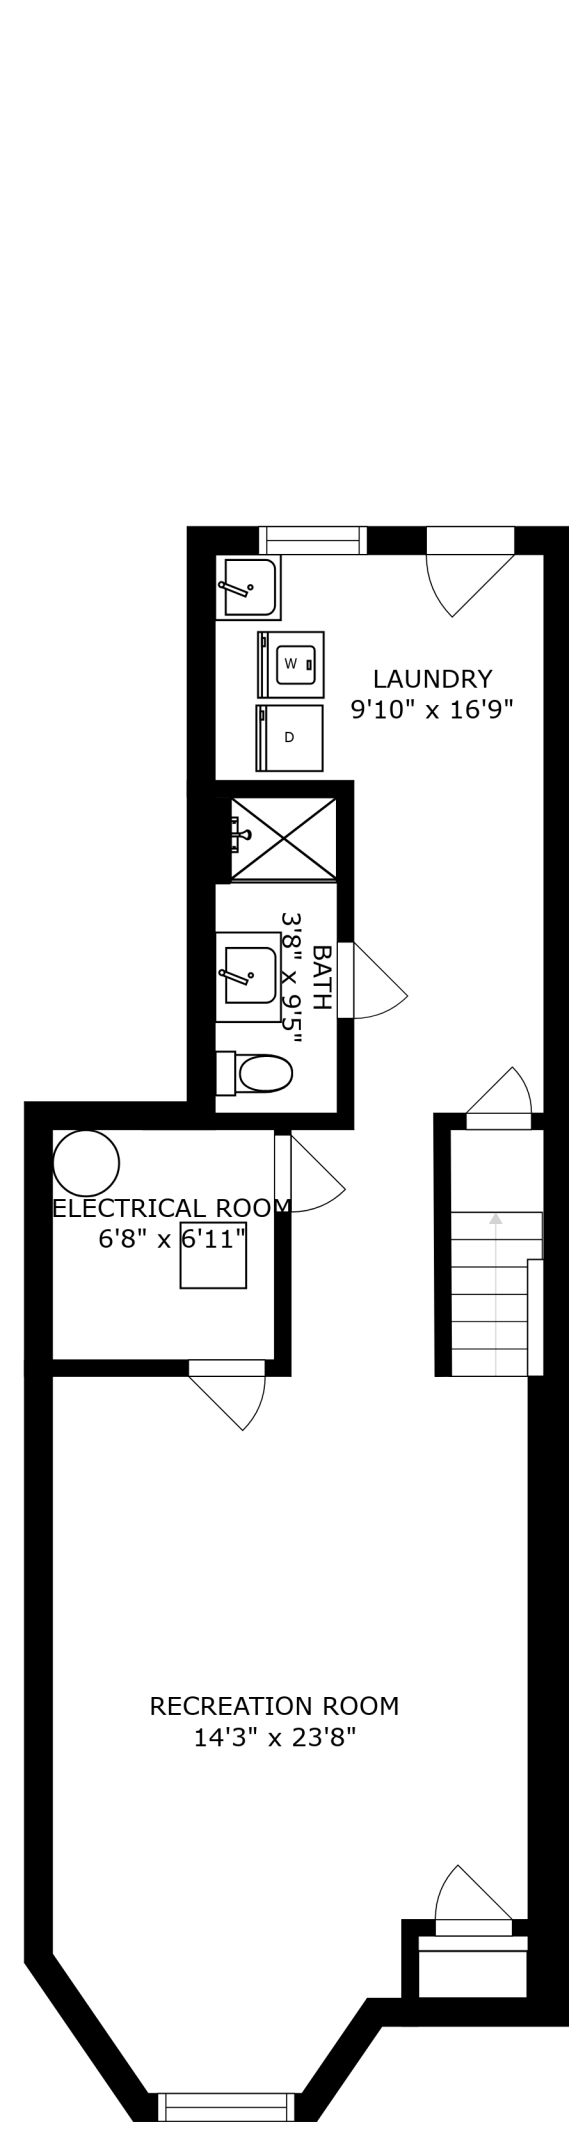 W
LAUNDRY
9'10" x 16'9"
D
BATH
3'8" x 9'5"
ELECTRICAL ROOM
6'8" x 6'11"
RECREATION ROOM
14'3" x 23'8"